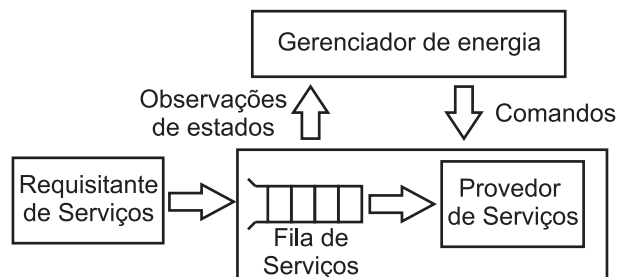 Gerenciador de energia
Observações
de estados
Comandos
Requisitante
de Serviços
Fila de
Serviços
Provedor
de Serviços